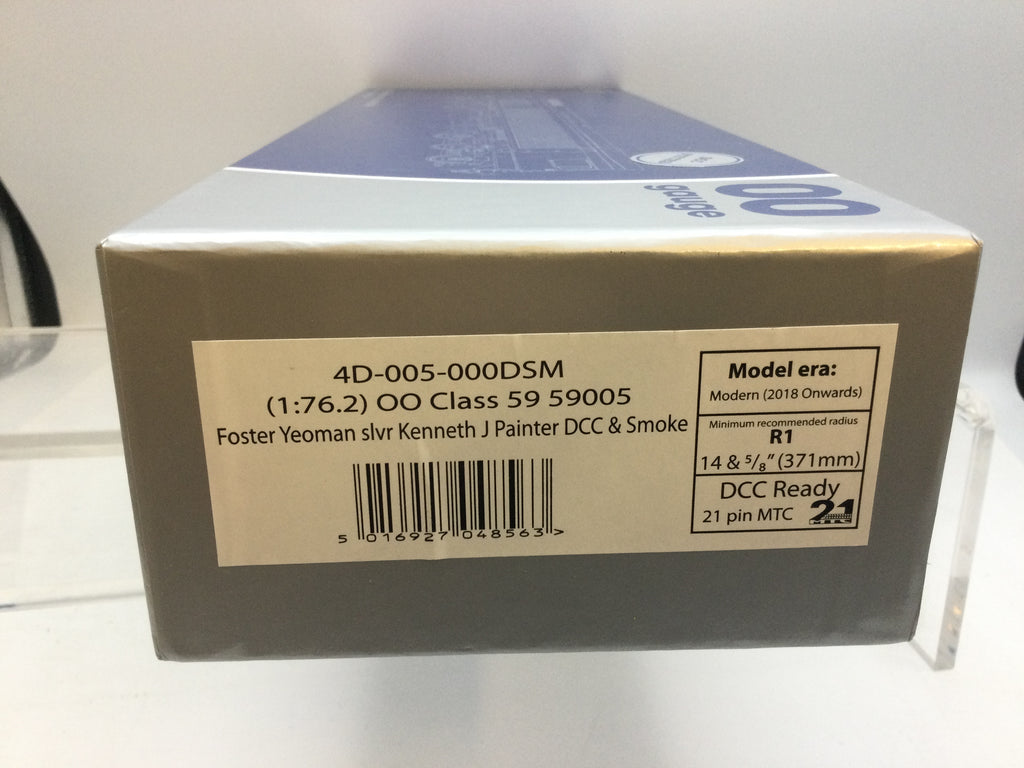 OO
gauge
4D-005-000DSM
(1:76.2) OO Class 59 59005
Foster Yeoman slvr Kenneth J Painter DCC & Smoke
5 016927 048563 >
Model era:
Modern (2018 Onwards)
Minimum recommended radius
R1
14 & 5/8" (371mm)
DCC Ready
21 pin MTC
21
MTC